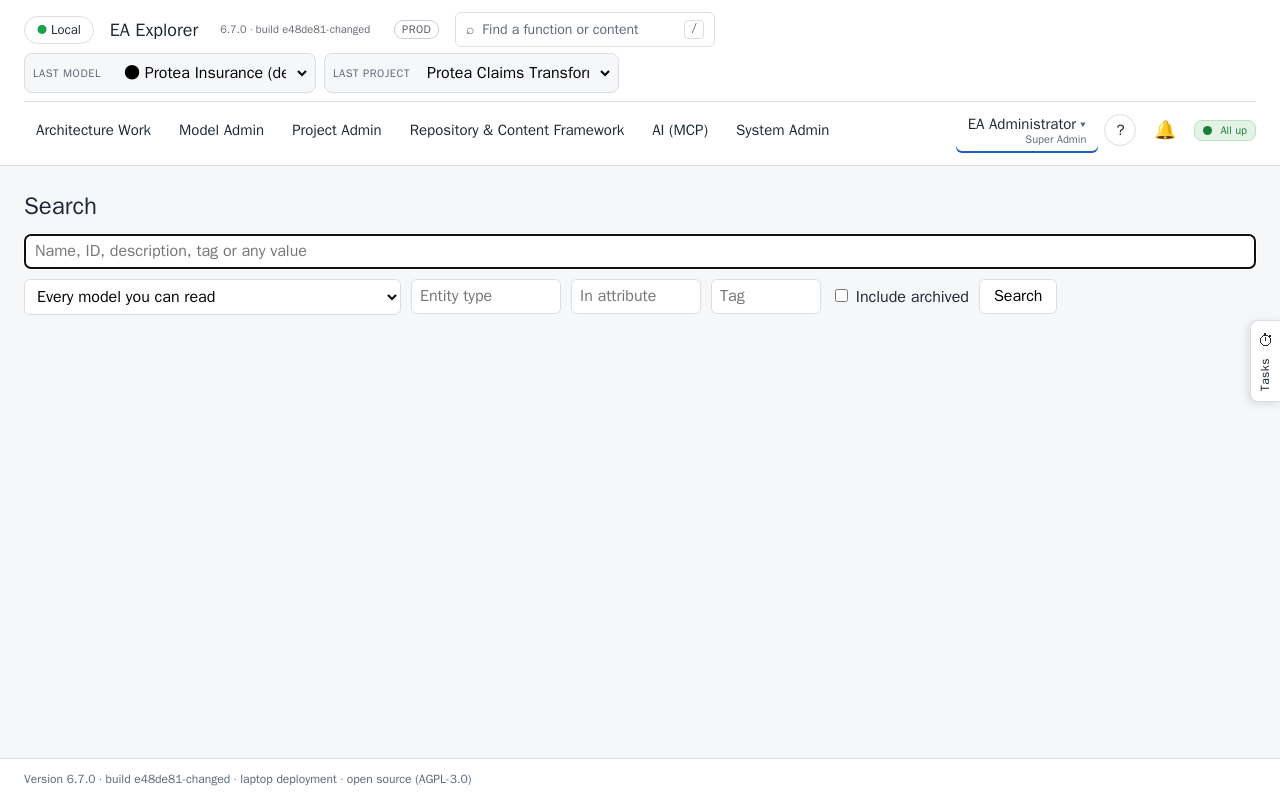 Local
EA Explorer
6.7.0 · build e48de81-changed
PROD
Find a function or content
/
LAST MODEL
Protea Insurance (de
LAST PROJECT
Protea Claims Transfor
Architecture Work
Model Admin
Project Admin
Repository & Content Framework
AI (MCP)
System Admin
EA Administrator ▾
Super Admin
?
All up
Search
Name, ID, description, tag or any value
Every model you can read
Entity type
In attribute
Tag
Include archived
Search
Tasks
Version 6.7.0 · build e48de81-changed · laptop deployment · open source (AGPL-3.0)